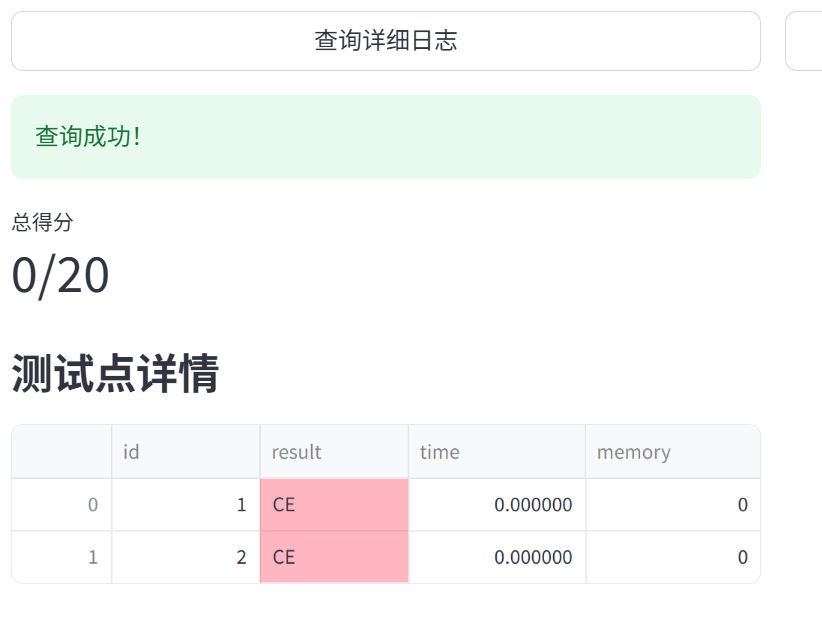 查询详细日志
查询成功！
总得分
0/20
测试点详情
id result time memory
0 1 CE 0.000000 0
1 2 CE 0.000000 0